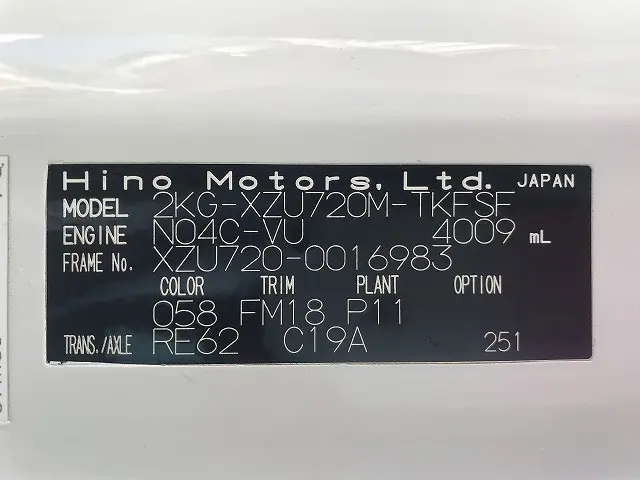 Hino Motors, Ltd. JAPAN
MODEL 2KG-XZU720M-TKFSF
ENGINE N04C-VU 4009 mL
FRAME No. XZU720-0016983
COLOR TRIM PLANT OPTION
058 FM18 P11
TRANS./AXLE RE62 C19A 251